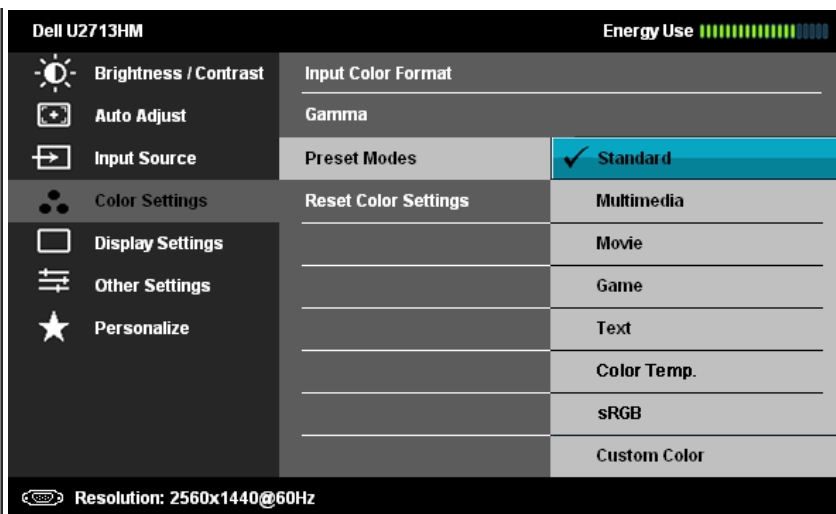 Dell U2713HM Energy Use
Brightness / Contrast Input Color Format
Auto Adjust Gamma
Input Source Preset Modes Standard
Color Settings Reset Color Settings Multimedia
Display Settings Movie
Other Settings Game
Personalize Text
Color Temp.
sRGB
Custom Color
Resolution: 2560x1440@60Hz